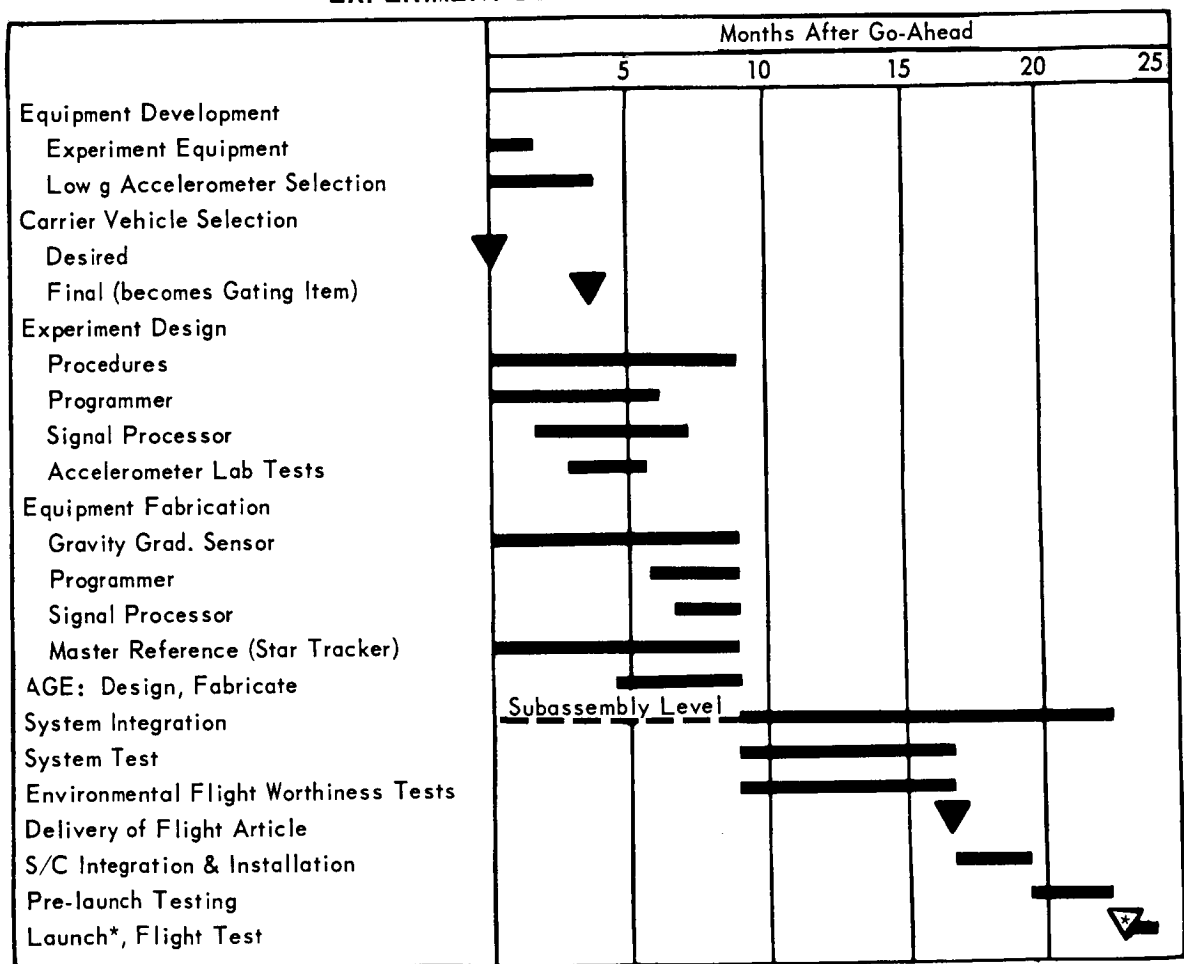 Months After Go-Ahead
5 10 15 20 25
Equipment Development
Experiment Equipment
Low g Accelerometer Selection
Carrier Vehicle Selection
Desired
Final (becomes Gating Item)
Experiment Design
Procedures
Programmer
Signal Processor
Accelerometer Lab Tests
Equipment Fabrication
Gravity Grad. Sensor
Programmer
Signal Processor
Master Reference (Star Tracker)
AGE: Design, Fabricate
System Integration Subassembly Level
System Test
Environmental Flight Worthiness Tests
Delivery of Flight Article
S/C Integration & Installation
Pre-launch Testing
Launch*, Flight Test *